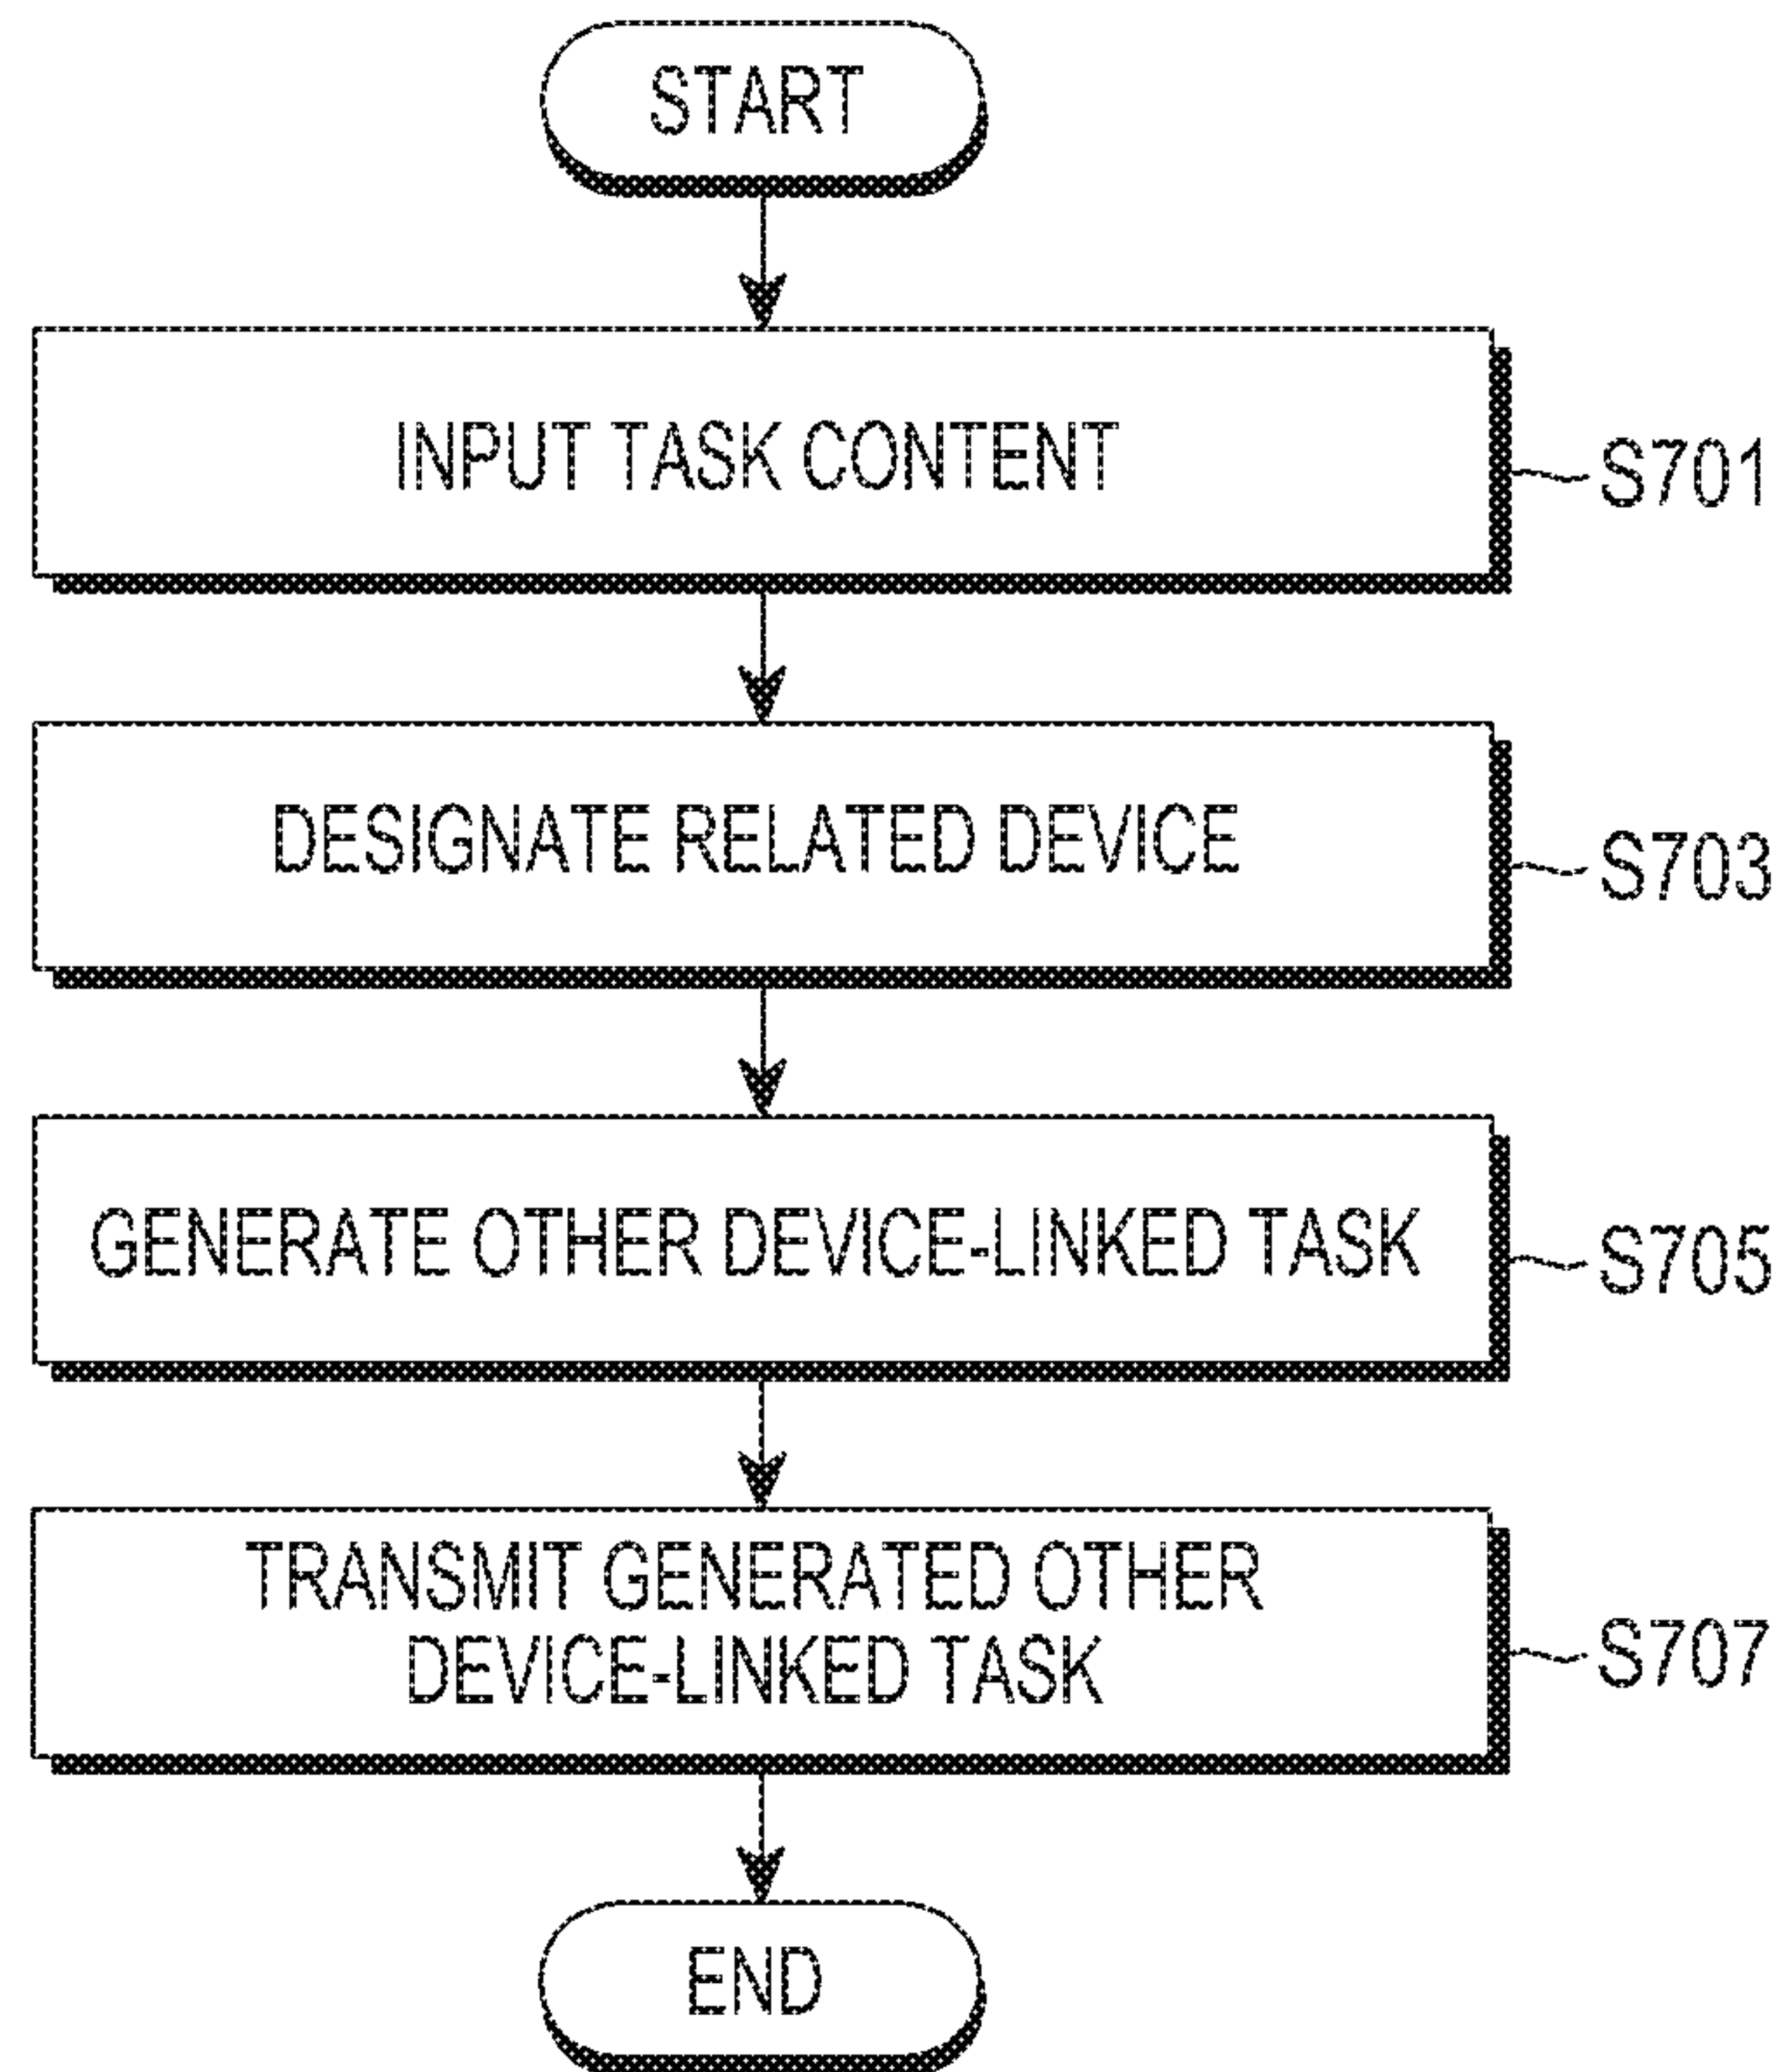 START
INPUT TASK CONTENT
S701
DESIGNATE RELATED DEVICE
S703
GENERATE OTHER DEVICE-LINKED TASK
S705
TRANSMIT GENERATED OTHER
DEVICE-LINKED TASK
S707
END